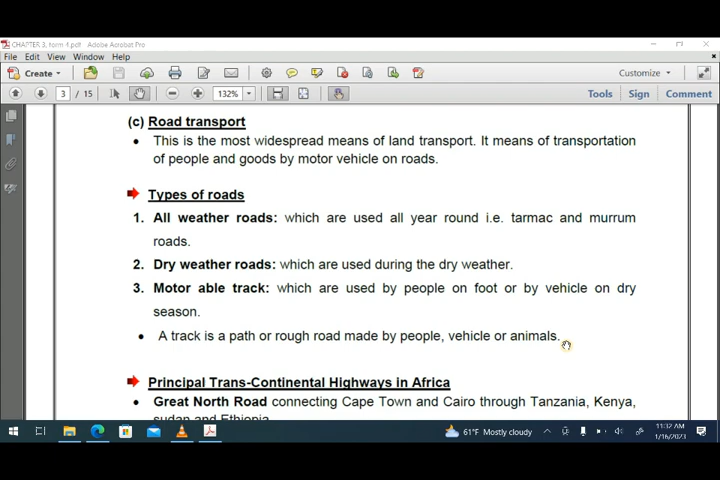 CHAPTER 3, form 4.pdf - Adobe Acrobat Pro
File Edit View Window Help
Create
Customize
3 / 15
132%
Tools Sign Comment
(c) Road transport
• This is the most widespread means of land transport. It means of transportation
of people and goods by motor vehicle on roads.
Types of roads
1. All weather roads: which are used all year round i.e. tarmac and murrum
roads.
2. Dry weather roads: which are used during the dry weather.
3. Motor able track: which are used by people on foot or by vehicle on dry
season.
• A track is a path or rough road made by people, vehicle or animals.
Principal Trans-Continental Highways in Africa
• Great North Road connecting Cape Town and Cairo through Tanzania, Kenya,
sudan and Ethiopia
61°F Mostly cloudy
11:32 AM
1/16/2023